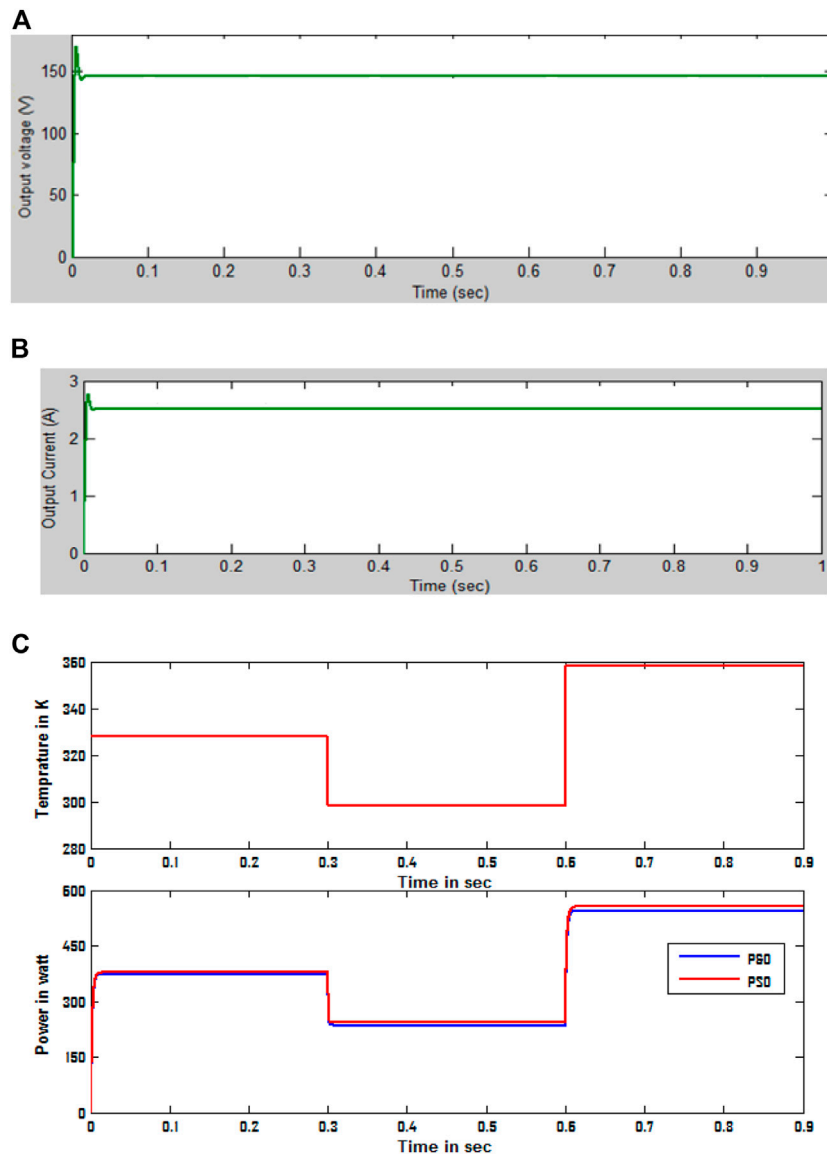 A
150
100
50
0
Output voltage (V)
0 0.1 0.2 0.3 0.4 0.5 0.6 0.7 0.8 0.9
Time (sec)
B
3
2
1
0
Output Current (A)
0 0.1 0.2 0.3 0.4 0.5 0.6 0.7 0.8 0.9 1
Time (sec)
C
360
340
320
300
280
Temprature in K
0 0.1 0.2 0.3 0.4 0.5 0.6 0.7 0.8 0.9
Time in sec
600
450
300
150
0
Power in watt
P&O
PSO
0 0.1 0.2 0.3 0.4 0.5 0.6 0.7 0.8 0.9
Time in sec